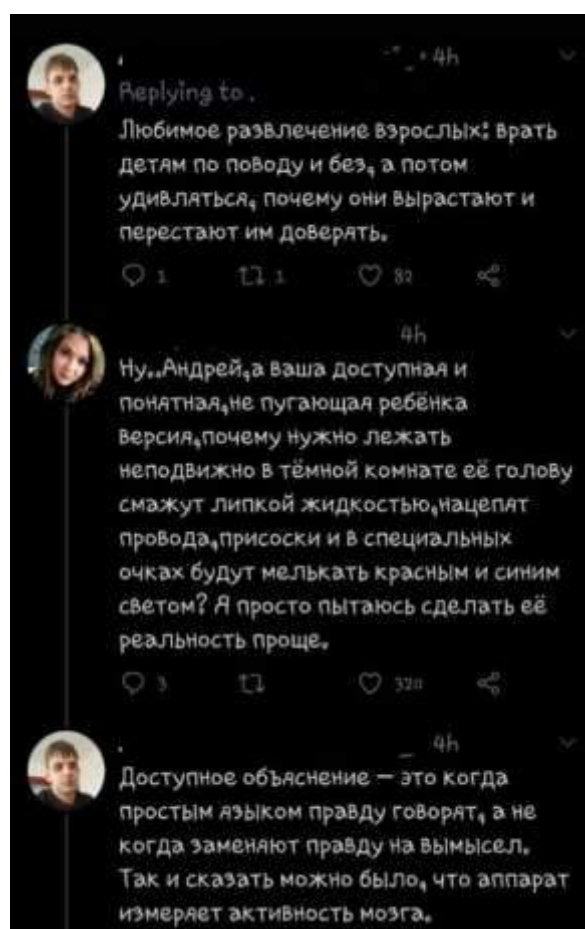 4h
Replying to .
Любимое развлечение взрослых: врать
детям по поводу и без, а потом
удивляться, почему они вырастают и
перестают им доверять.
1 1 82
4h
Ну..Андрей,а ваша доступная и
понятная,не пугающая ребёнка
версия,почему нужно лежать
неподвижно в тёмной комнате её голову
смажут липкой жидкостью,нацепят
провода,присоски и в специальных
очках будут мелькать красным и синим
светом? Я просто пытаюсь сделать её
реальность проще.
3 320
4h
Доступное объяснение — это когда
простым языком правду говорят, а не
когда заменяют правду на вымысел.
Так и сказать можно было, что аппарат
измеряет активность мозга.